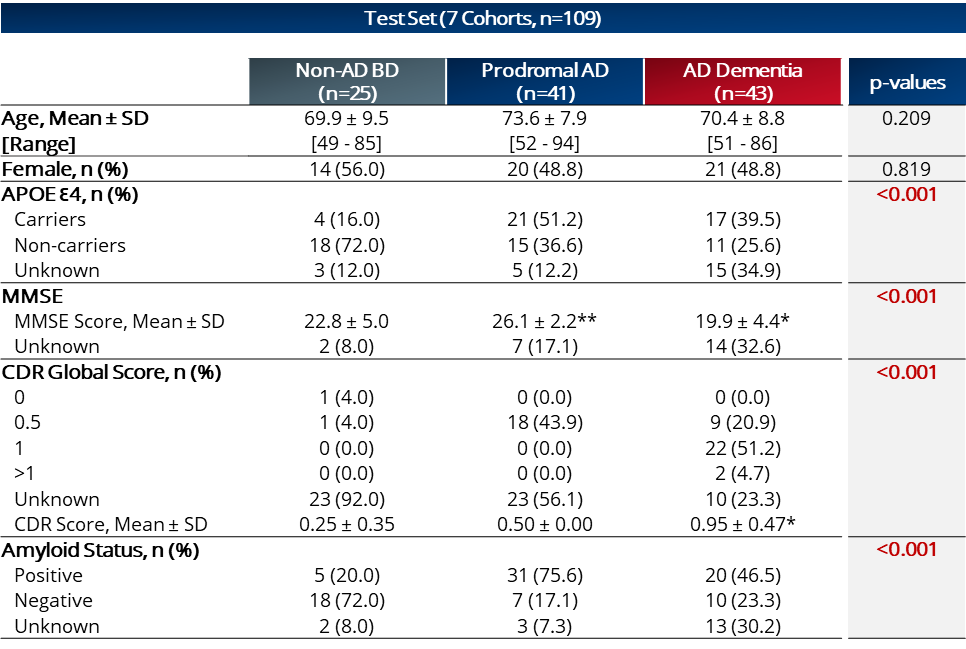 Test Set (7 Cohorts, n=109)
Non-AD BD (n=25) Prodromal AD (n=41) AD Dementia (n=43) p-values
Age, Mean ± SD 69.9 ± 9.5 73.6 ± 7.9 70.4 ± 8.8 0.209
[Range] [49 - 85] [52 - 94] [51 - 86]
Female, n (%) 14 (56.0) 20 (48.8) 21 (48.8) 0.819
APOE ℇ4, n (%) <0.001
Carriers 4 (16.0) 21 (51.2) 17 (39.5)
Non-carriers 18 (72.0) 15 (36.6) 11 (25.6)
Unknown 3 (12.0) 5 (12.2) 15 (34.9)
MMSE <0.001
MMSE Score, Mean ± SD 22.8 ± 5.0 26.1 ± 2.2** 19.9 ± 4.4*
Unknown 2 (8.0) 7 (17.1) 14 (32.6)
CDR Global Score, n (%) <0.001
0 1 (4.0) 0 (0.0) 0 (0.0)
0.5 1 (4.0) 18 (43.9) 9 (20.9)
1 0 (0.0) 0 (0.0) 22 (51.2)
>1 0 (0.0) 0 (0.0) 2 (4.7)
Unknown 23 (92.0) 23 (56.1) 10 (23.3)
CDR Score, Mean ± SD 0.25 ± 0.35 0.50 ± 0.00 0.95 ± 0.47*
Amyloid Status, n (%) <0.001
Positive 5 (20.0) 31 (75.6) 20 (46.5)
Negative 18 (72.0) 7 (17.1) 10 (23.3)
Unknown 2 (8.0) 3 (7.3) 13 (30.2)